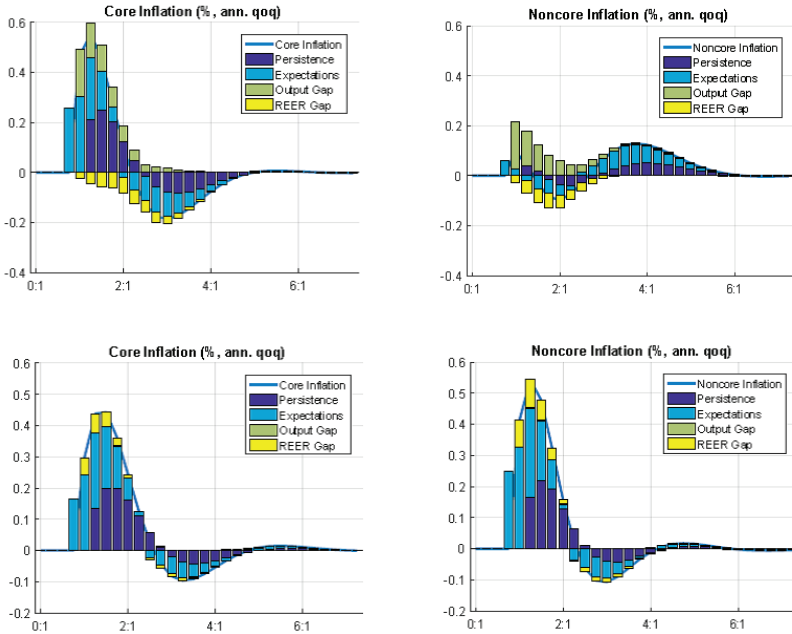 Core Inflation (%, ann. qoq)
0.6
0.4
0.2
0
-0.2
-0.4
0:1
2:1
4:1
6:1
Core Inflation
Persistence
Expectations
Output Gap
REER Gap
Noncore Inflation (%, ann. qoq)
0.6
0.4
0.2
0
-0.2
-0.4
0:1
2:1
4:1
6:1
Noncore Inflation
Persistence
Expectations
Output Gap
REER Gap
Core Inflation (%, ann. qoq)
0.6
0.5
0.4
0.3
0.2
0.1
0
-0.1
-0.2
0:1
2:1
4:1
6:1
Core Inflation
Persistence
Expectations
Output Gap
REER Gap
Noncore Inflation (%, ann. qoq)
0.6
0.5
0.4
0.3
0.2
0.1
0
-0.1
-0.2
0:1
2:1
4:1
6:1
Noncore Inflation
Persistence
Expectations
Output Gap
REER Gap